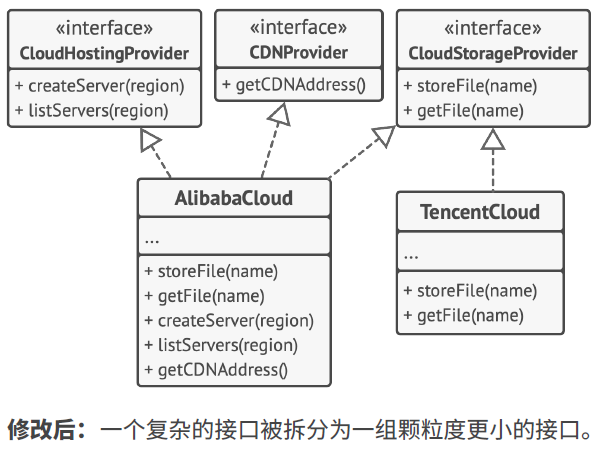 «interface»
CloudHostingProvider
+ createServer(region)
+ listServers(region)
«interface»
CDNProvider
+ getCDNAddress()
«interface»
CloudStorageProvider
+ storeFile(name)
+ getFile(name)
AlibabaCloud
...
+ storeFile(name)
+ getFile(name)
+ createServer(region)
+ listServers(region)
+ getCDNAddress()
TencentCloud
...
+ storeFile(name)
+ getFile(name)
修改后：一个复杂的接口被拆分为一组颗粒度更小的接口。